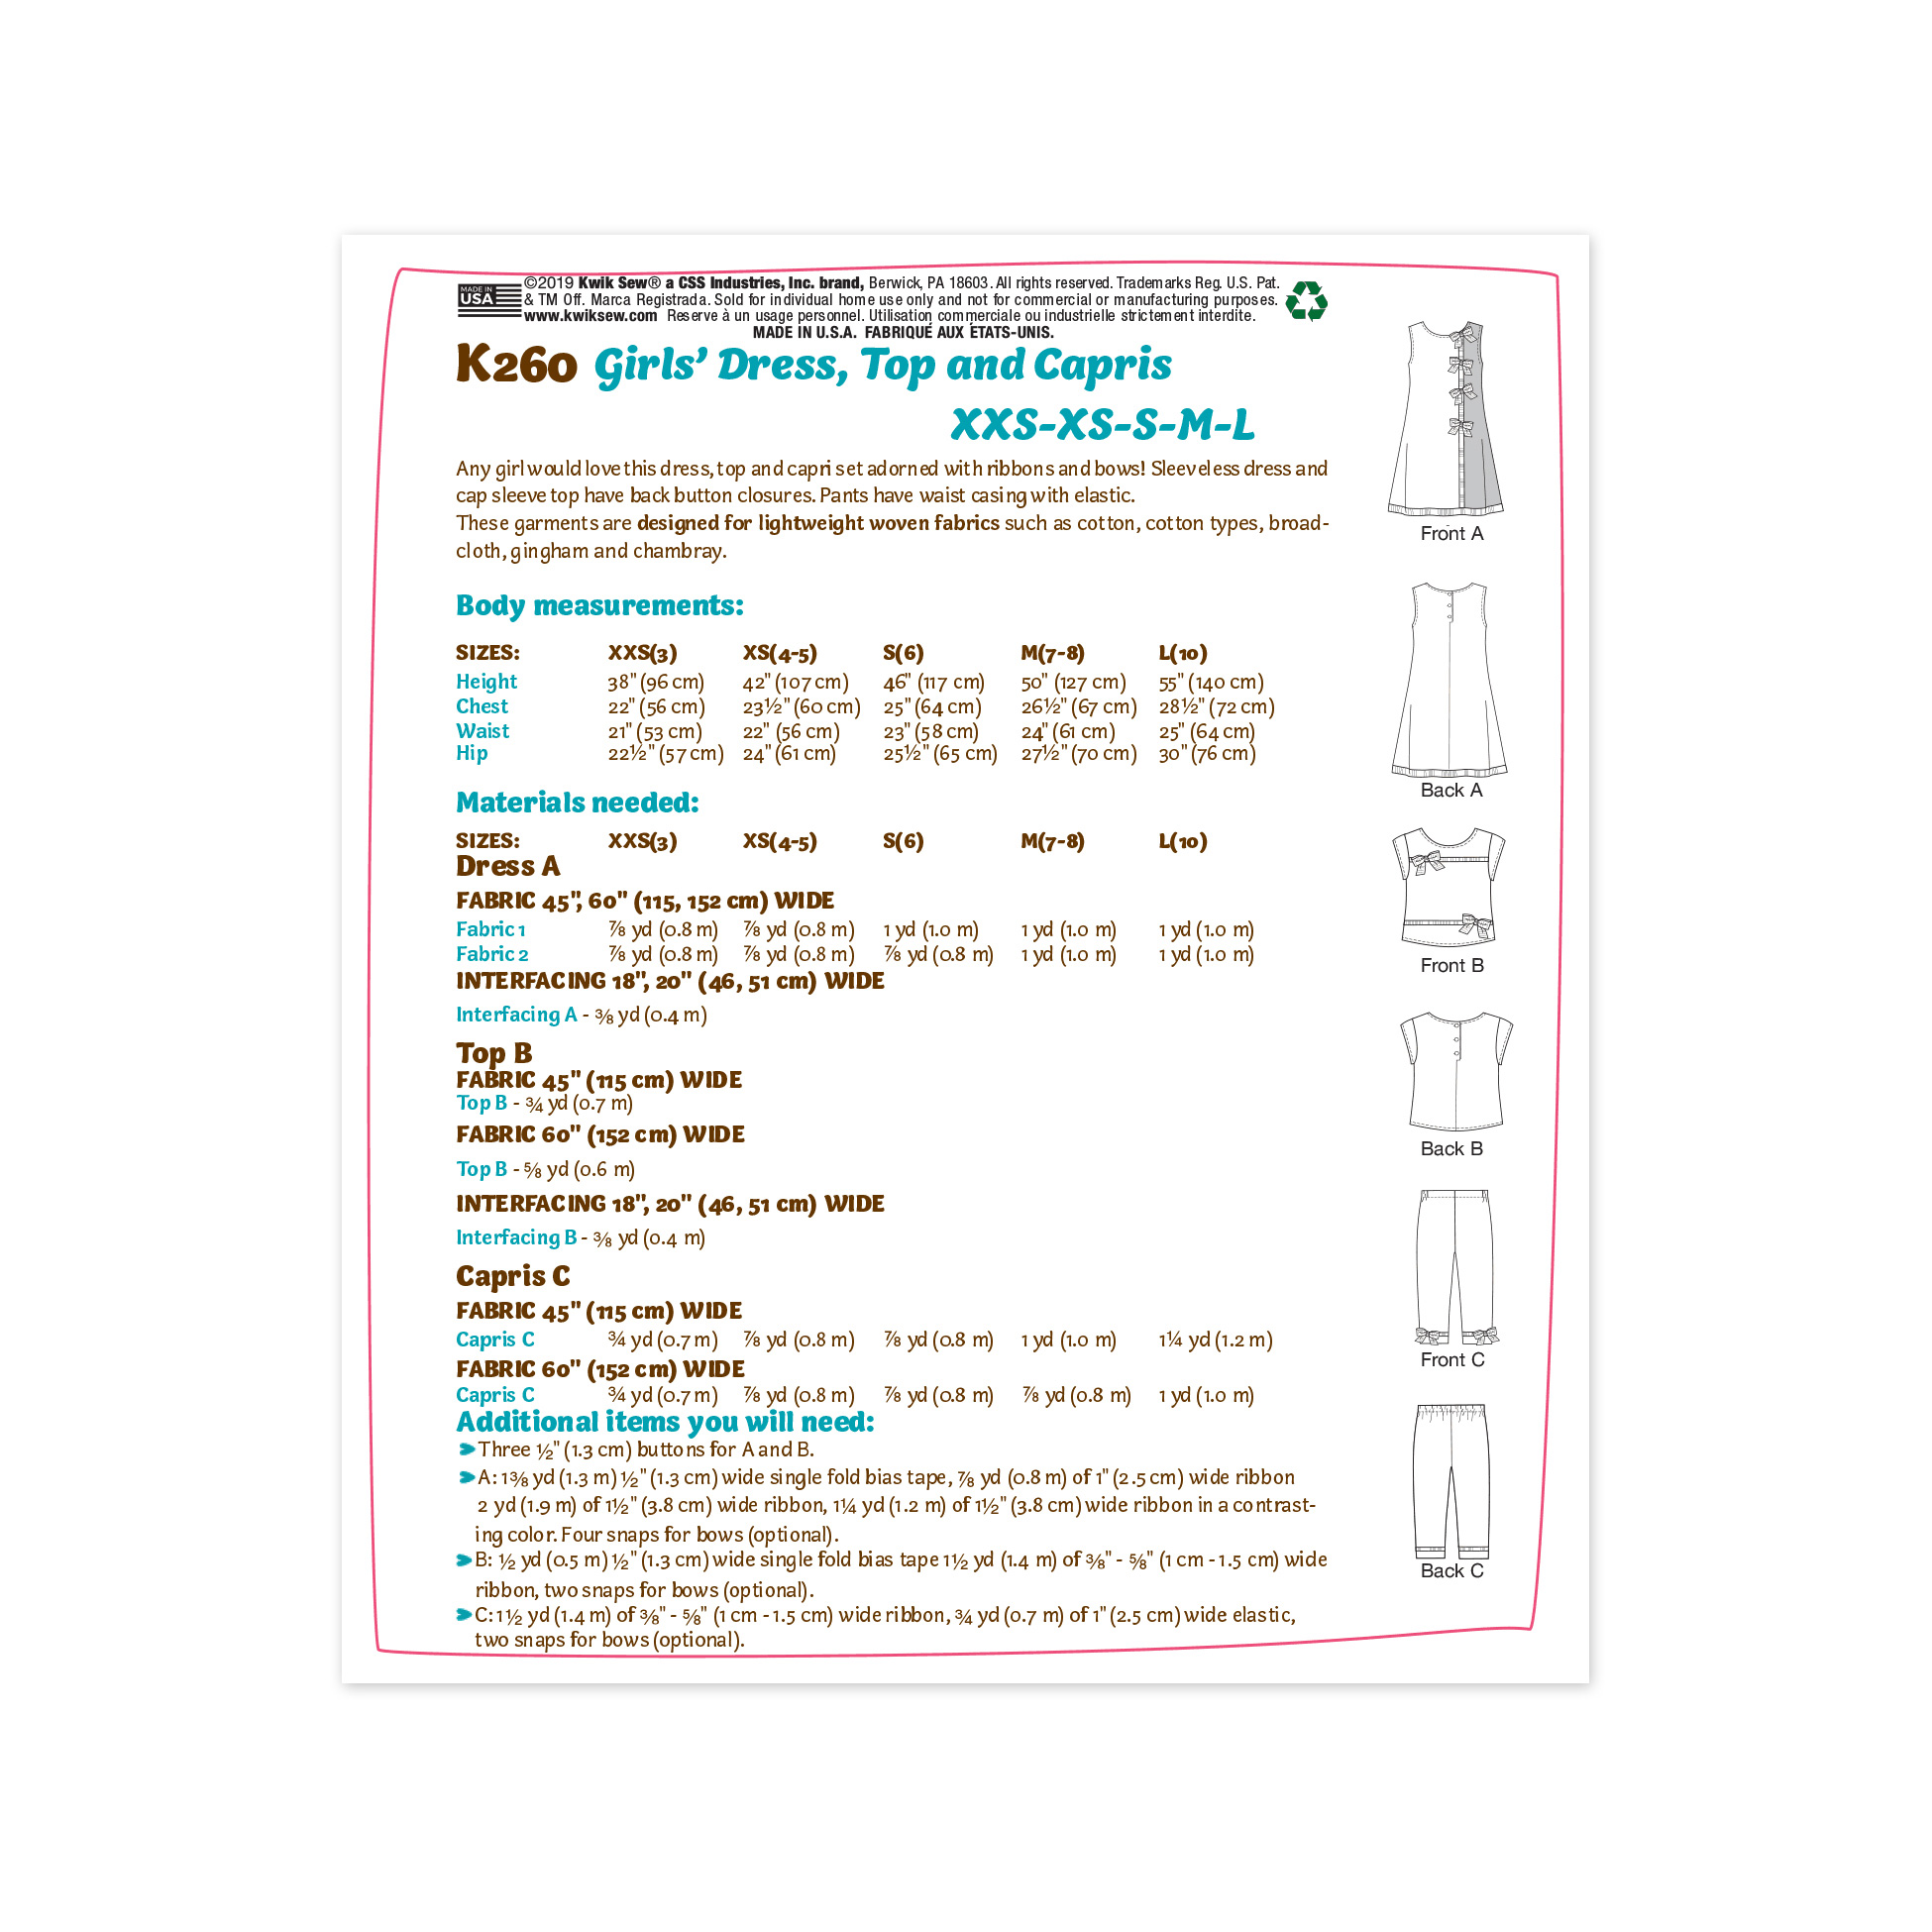 MADE IN
USA
©2019 Kwik Sew® a CSS Industries, Inc. brand, Berwick, PA 18603. All rights reserved. Trademarks Reg. U.S. Pat.
& TM Off. Marca Registrada. Sold for individual home use only and not for commercial or manufacturing purposes.
www.kwiksew.com Reserve à un usage personnel. Utilisation commerciale ou industrielle strictement interdite.
MADE IN U.S.A. FABRIQUÉ AUX ÉTATS-UNIS.
K260 Girls' Dress, Top and Capris
XXS-XS-S-M-L
Any girl would love this dress, top and capri set adorned with ribbons and bows! Sleeveless dress and
cap sleeve top have back button closures. Pants have waist casing with elastic.
These garments are designed for lightweight woven fabrics such as cotton, cotton types, broad-
cloth, gingham and chambray.
Body measurements:
SIZES: XXS(3) XS(4-5) S(6) M(7-8) L(10)
Height 38" (96 cm) 42" (107 cm) 46" (117 cm) 50" (127 cm) 55" (140 cm)
Chest 22" (56 cm) 23½" (60 cm) 25" (64 cm) 26½" (67 cm) 28½" (72 cm)
Waist 21" (53 cm) 22" (56 cm) 23" (58 cm) 24" (61 cm) 25" (64 cm)
Hip 22½" (57 cm) 24" (61 cm) 25½" (65 cm) 27½" (70 cm) 30" (76 cm)
Materials needed:
SIZES: XXS(3) XS(4-5) S(6) M(7-8) L(10)
Dress A
FABRIC 45", 60" (115, 152 cm) WIDE
Fabric 1 ⅞ yd (0.8 m) ⅞ yd (0.8 m) 1 yd (1.0 m) 1 yd (1.0 m) 1 yd (1.0 m)
Fabric 2 ⅞ yd (0.8 m) ⅞ yd (0.8 m) ⅞ yd (0.8 m) 1 yd (1.0 m) 1 yd (1.0 m)
INTERFACING 18", 20" (46, 51 cm) WIDE
Interfacing A - ⅜ yd (0.4 m)
Top B
FABRIC 45" (115 cm) WIDE
Top B - ¾ yd (0.7 m)
FABRIC 60" (152 cm) WIDE
Top B - ⅝ yd (0.6 m)
INTERFACING 18", 20" (46, 51 cm) WIDE
Interfacing B - ⅜ yd (0.4 m)
Capris C
FABRIC 45" (115 cm) WIDE
Capris C ¾ yd (0.7 m) ⅞ yd (0.8 m) ⅞ yd (0.8 m) 1 yd (1.0 m) 1¼ yd (1.2 m)
FABRIC 60" (152 cm) WIDE
Capris C ¾ yd (0.7 m) ⅞ yd (0.8 m) ⅞ yd (0.8 m) ⅞ yd (0.8 m) 1 yd (1.0 m)
Additional items you will need:
Three ½" (1.3 cm) buttons for A and B.
A: 1⅜ yd (1.3 m) ½" (1.3 cm) wide single fold bias tape, ⅞ yd (0.8 m) of 1" (2.5 cm) wide ribbon
2 yd (1.9 m) of 1½" (3.8 cm) wide ribbon, 1¼ yd (1.2 m) of 1½" (3.8 cm) wide ribbon in a contrast-
ing color. Four snaps for bows (optional).
B: ½ yd (0.5 m) ½" (1.3 cm) wide single fold bias tape 1½ yd (1.4 m) of ⅜" - ⅝" (1 cm - 1.5 cm) wide
ribbon, two snaps for bows (optional).
C: 1½ yd (1.4 m) of ⅜" - ⅝" (1 cm - 1.5 cm) wide ribbon, ¾ yd (0.7 m) of 1" (2.5 cm) wide elastic,
two snaps for bows (optional).
Front A
Back A
Front B
Back B
Front C
Back C